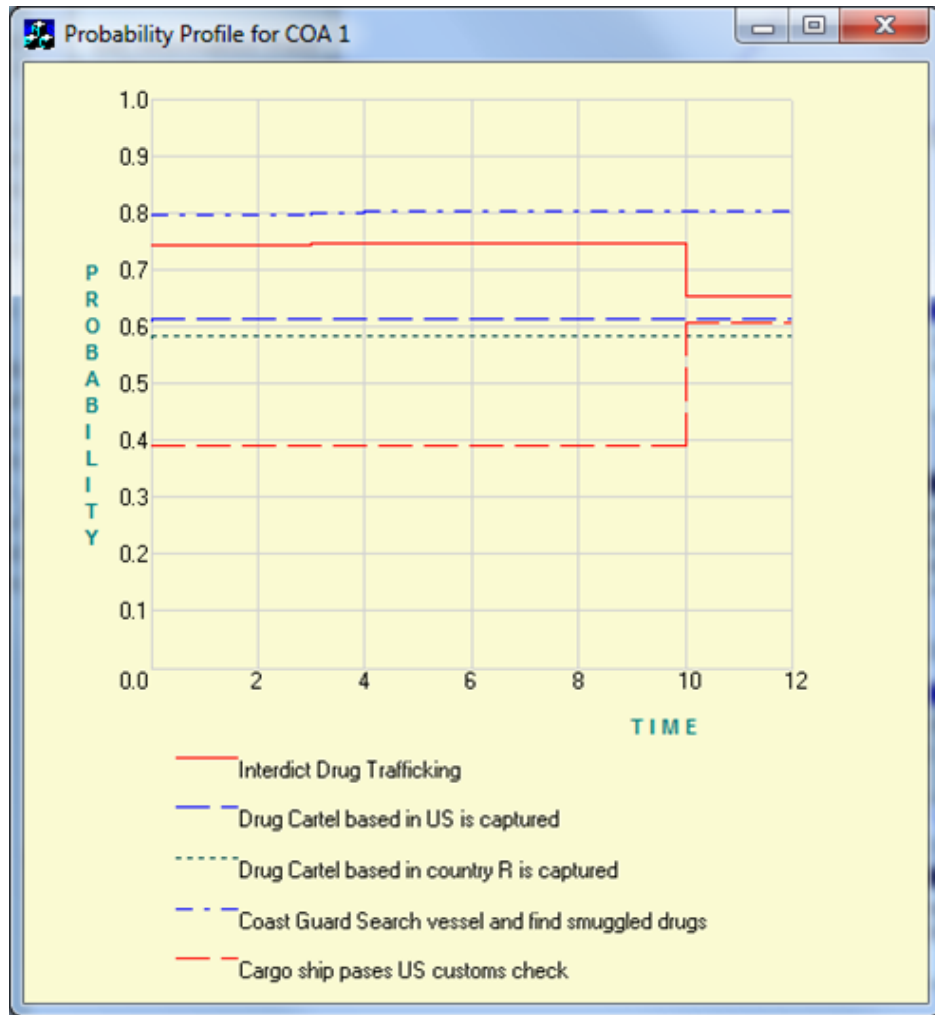 Probability Profile for COA 1
1.0
0.9
0.8
0.7
0.6
0.5
0.4
0.3
0.2
0.1
0.0
PROBABILITY
2 4 6 8 10 12
TIME
Interdict Drug Trafficking
Drug Cartel based in US is captured
Drug Cartel based in country R is captured
Coast Guard Search vessel and find smuggled drugs
Cargo ship pases US customs check